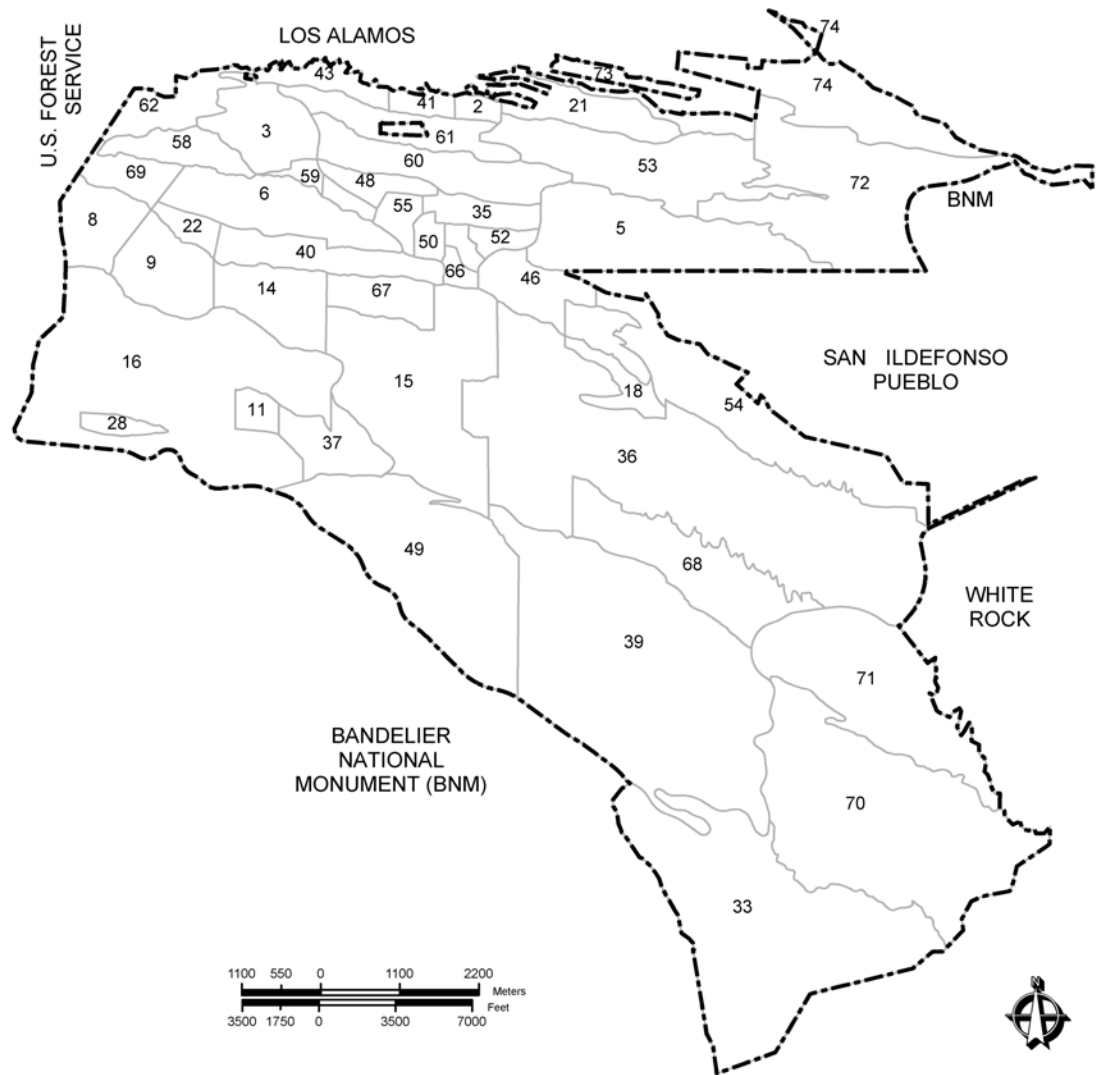 U.S. FOREST
SERVICE
LOS ALAMOS
74
43
73
74
62
41
2
21
3
61
58
60
53
69
59
48
72
6
55
35
BNM
8
22
5
50
52
40
9
66
46
14
67
SAN ILDEFONSO
PUEBLO
16
15
18
54
11
28
37
36
49
68
WHITE
ROCK
39
71
BANDELIER
NATIONAL
MONUMENT (BNM)
70
33
1100 550 0 1100 2200
Meters
Feet
3500 1750 0 3500 7000
N